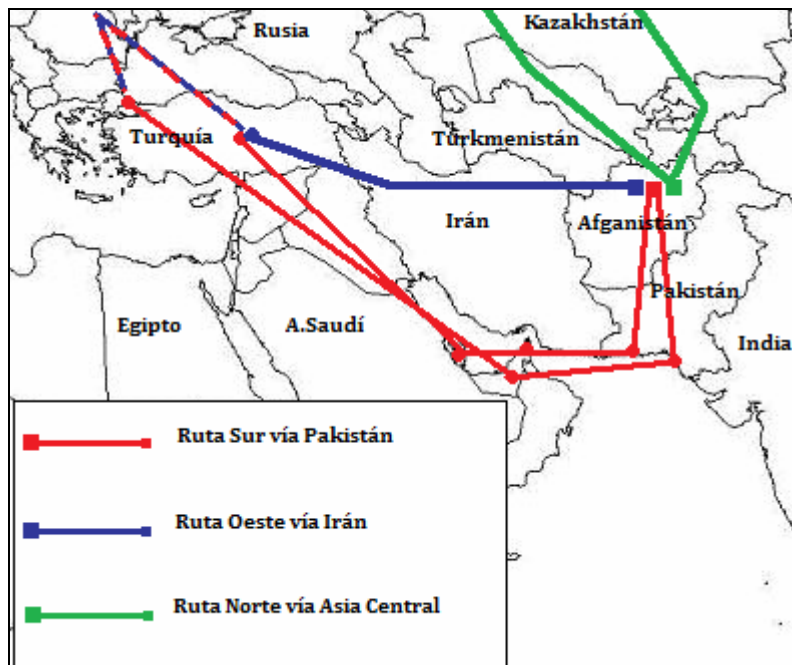 Rusia
Kazakhstán
Turquía
Túrkmenistán
Irán
Afganistán
Pakistán
Egipto
A.Saudí
India
Ruta Sur vía Pakistán
Ruta Oeste vía Irán
Ruta Norte vía Asia Central